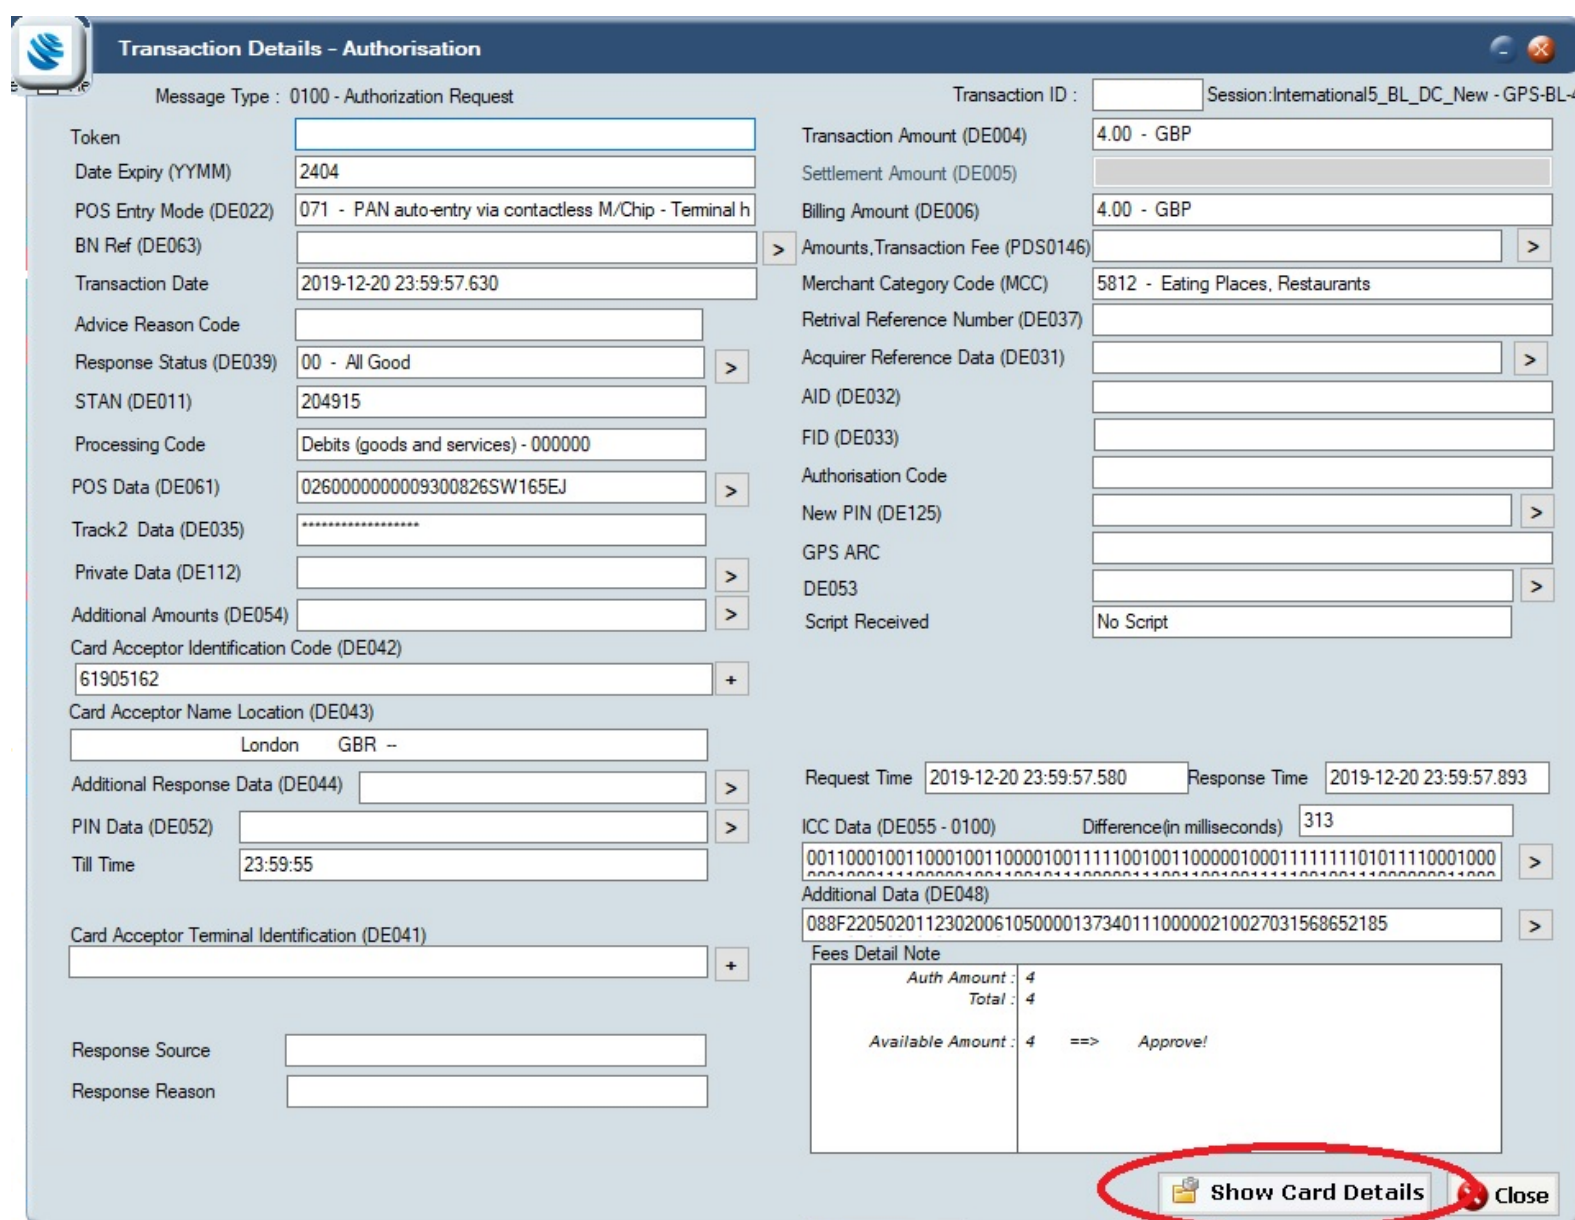 Transaction Details - Authorisation
Message Type : 0100 - Authorization Request
Transaction ID :
Session:International5_BL_DC_New - GPS-BL-4
Token
Date Expiry (YYMM) 2404
POS Entry Mode (DE022) 071 - PAN auto-entry via contactless M/Chip - Terminal h
BN Ref (DE063) >
Transaction Date 2019-12-20 23:59:57.630
Advice Reason Code
Response Status (DE039) 00 - All Good >
STAN (DE011) 204915
Processing Code Debits (goods and services) - 000000
POS Data (DE061) 0260000000009300826SW165EJ >
Track2 Data (DE035) ******************
Private Data (DE112) >
Additional Amounts (DE054) >
Card Acceptor Identification Code (DE042)
61905162 +
Card Acceptor Name Location (DE043)
London GBR --
Additional Response Data (DE044) >
PIN Data (DE052) >
Till Time 23:59:55
Card Acceptor Terminal Identification (DE041)
+
Response Source
Response Reason
Transaction Amount (DE004) 4.00 - GBP
Settlement Amount (DE005)
Billing Amount (DE006) 4.00 - GBP
Amounts,Transaction Fee (PDS0146) >
Merchant Category Code (MCC) 5812 - Eating Places, Restaurants
Retrival Reference Number (DE037)
Acquirer Reference Data (DE031) >
AID (DE032)
FID (DE033)
Authorisation Code
New PIN (DE125) >
GPS ARC
DE053 >
Script Received No Script
Request Time 2019-12-20 23:59:57.580 Response Time 2019-12-20 23:59:57.893
ICC Data (DE055 - 0100) Difference(in milliseconds) 313
>
Additional Data (DE048)
088F2205020112302006105000013734011100000210027031568652185 >
Fees Detail Note
Auth Amount : 4
Total : 4
Available Amount : 4 ==> Approve!
Show Card Details
Close